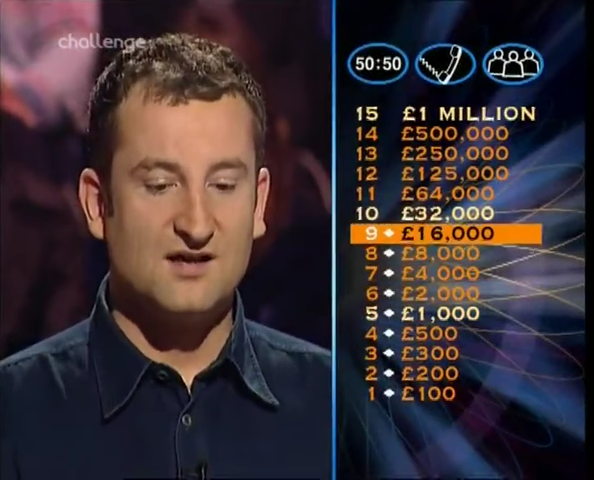 challenge
50:50
15 £1 MILLION
14 £500,000
13 £250,000
12 £125,000
11 £64,000
10 £32,000
9 ◆ £16,000
8 ◆ £8,000
7 ◆ £4,000
6 ◆ £2,000
5 ◆ £1,000
4 ◆ £500
3 ◆ £300
2 ◆ £200
1 ◆ £100